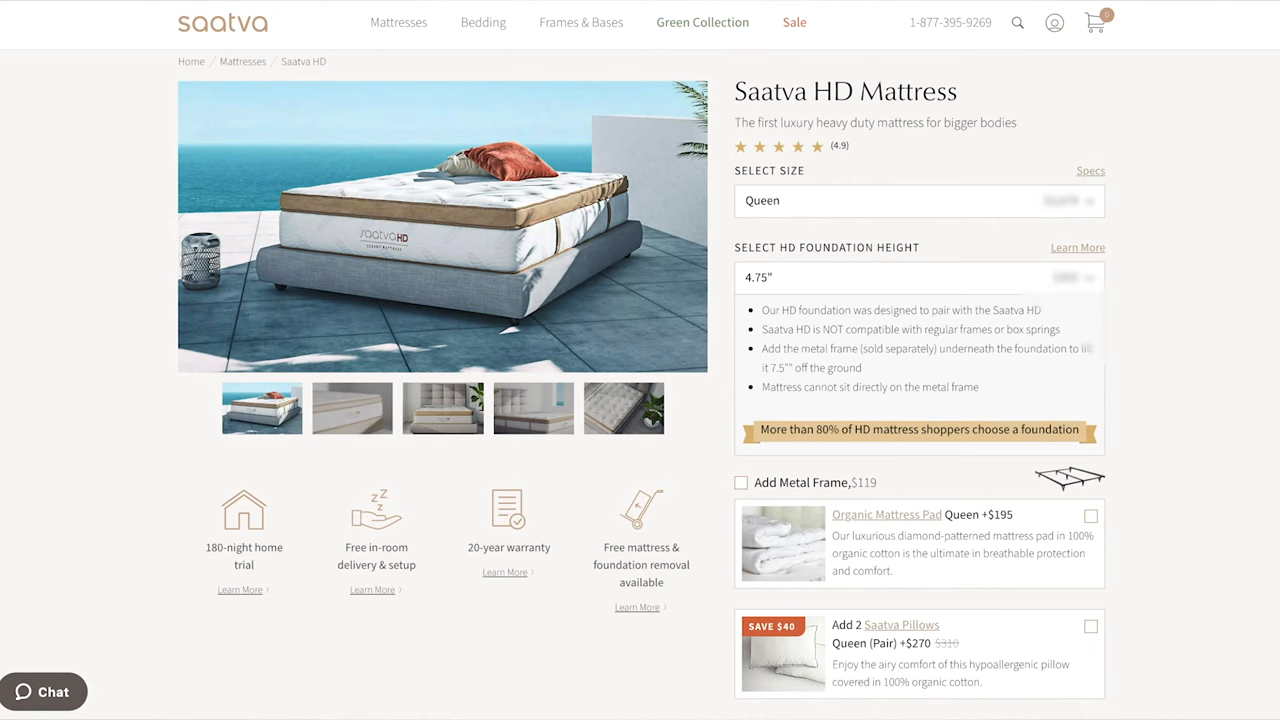 saatva
Mattresses
Bedding
Frames & Bases
Green Collection
Sale
1-877-395-9269
0
Home / Mattresses / Saatva HD
saatvaHD
LUXURY MATTRESS
180-night home
trial
Learn More
Free in-room
delivery & setup
Learn More
20-year warranty
Learn More
Free mattress &
foundation removal
available
Learn More
Chat
Saatva HD Mattress
The first luxury heavy duty mattress for bigger bodies
(4.9)
SELECT SIZE
Specs
Queen
SELECT HD FOUNDATION HEIGHT
Learn More
4.75"
Our HD foundation was designed to pair with the Saatva HD
Saatva HD is NOT compatible with regular frames or box springs
Add the metal frame (sold separately) underneath the foundation to lift
it 7.5"" off the ground
Mattress cannot sit directly on the metal frame
More than 80% of HD mattress shoppers choose a foundation
Add Metal Frame,$119
Organic Mattress Pad Queen +$195
Our luxurious diamond-patterned mattress pad in 100%
organic cotton is the ultimate in breathable protection
and comfort.
SAVE $40
Add 2 Saatva Pillows
Queen (Pair) +$270 $310
Enjoy the airy comfort of this hypoallergenic pillow
covered in 100% organic cotton.